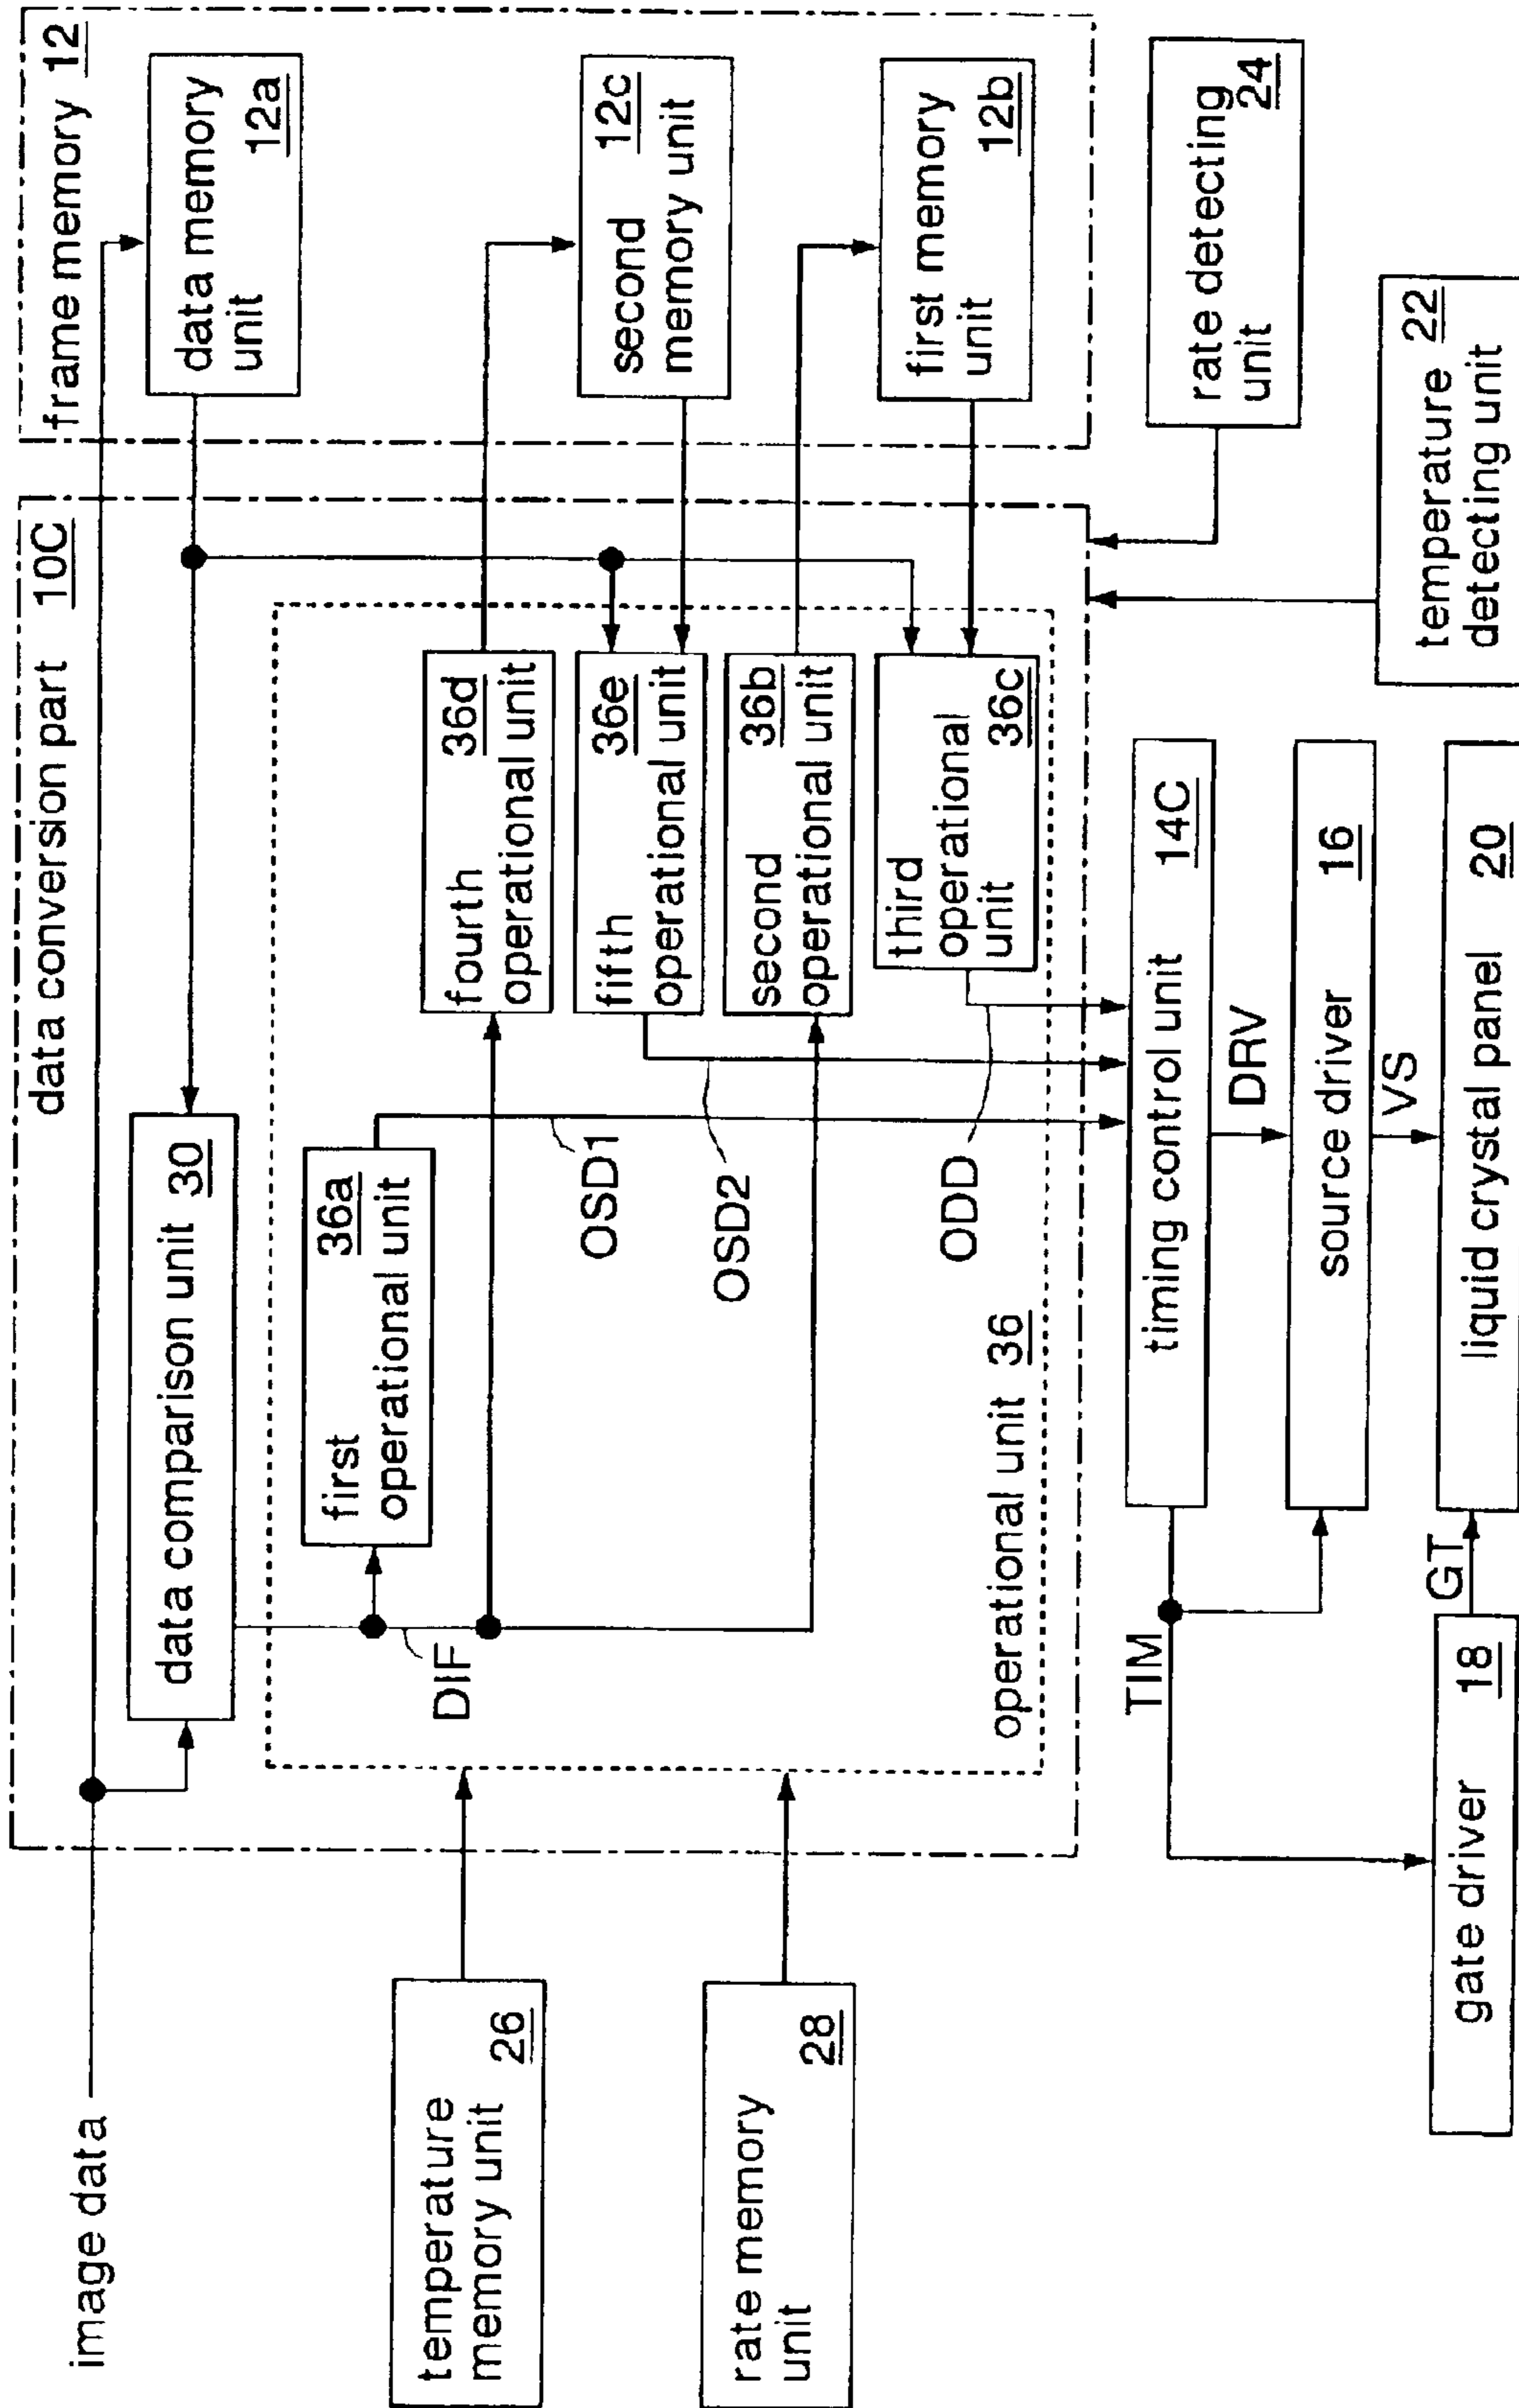 image data
data conversion part 10C
frame memory 12
data comparison unit 30
data memory
unit 12a
first 36a
operational unit
DIF
fourth 36d
operational unit
fifth 36e
operational unit
second 36b
operational unit
third
operational
unit 36c
second 12c
memory unit
first memory
unit 12b
OSD1
OSD2
ODD
operational unit 36
temperature
memory unit 26
rate memory
unit 28
rate detecting
unit 24
temperature 22
detecting unit
timing control unit 14C
TIM
DRV
source driver 16
VS
gate driver 18
GT
liquid crystal panel 20